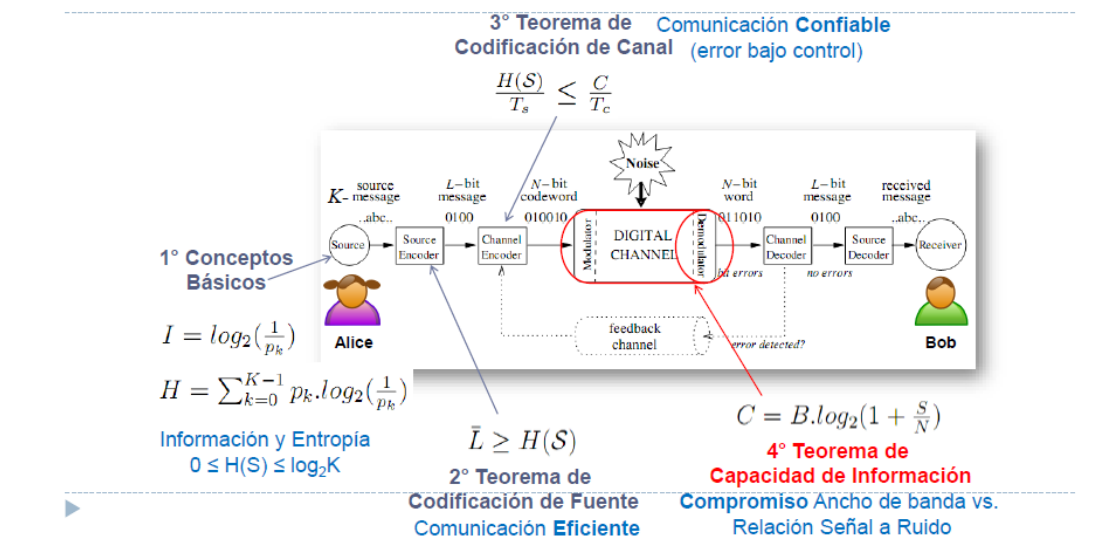 3° Teorema de
Codificación de Canal
Comunicación Confiable
(error bajo control)
H(S)/T_s ≤ C/T_c
Noise
K- source
message
..abc..
L-bit
message
0100
N-bit
codeword
010010
N-bit
word
011010
L-bit
message
0100
received
message
..abc..
Source
Source
Encoder
Channel
Encoder
Modulator
DIGITAL
CHANNEL
Demodulator
Channel
Decoder
Source
Decoder
Receiver
errors
no errors
feedback
channel
error detected?
1° Conceptos
Básicos
Alice
Bob
I = log₂(1/p_k)
H = ∑_{k=0}^{K-1} p_k.log₂(1/p_k)
Información y Entropía
0 ≤ H(S) ≤ log₂K
L̄ ≥ H(S)
2° Teorema de
Codificación de Fuente
Comunicación Eficiente
C = B.log₂(1 + S/N)
4° Teorema de
Capacidad de Información
Compromiso Ancho de banda vs.
Relación Señal a Ruido